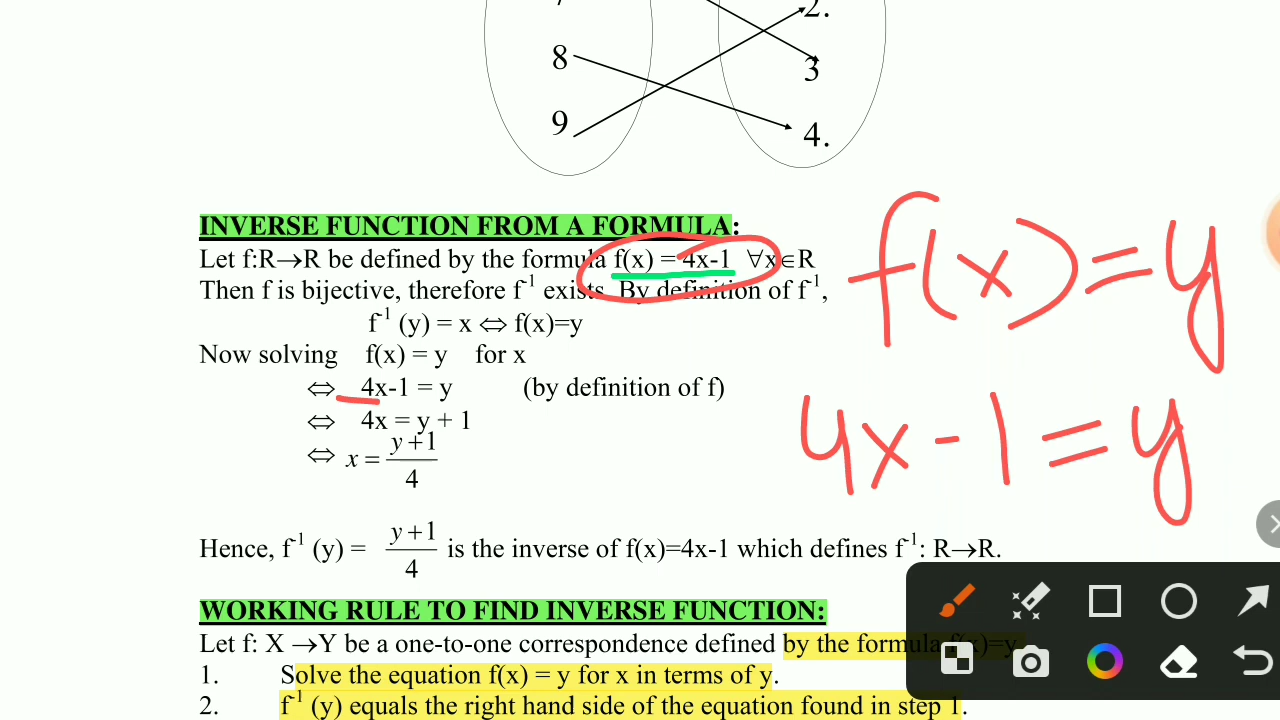 2.
8
3
9
4.
INVERSE FUNCTION FROM A FORMULA:
Let f:R→R be defined by the formula f(x) = 4x-1 ∀x∈R
Then f is bijective, therefore f⁻¹ exists. By definition of f⁻¹,
f⁻¹ (y) = x ⇔ f(x)=y
Now solving f(x) = y for x
⇔ 4x-1 = y (by definition of f)
⇔ 4x = y + 1
⇔ x = (y+1)/4
Hence, f⁻¹ (y) = (y+1)/4 is the inverse of f(x)=4x-1 which defines f⁻¹: R→R.
WORKING RULE TO FIND INVERSE FUNCTION:
Let f: X →Y be a one-to-one correspondence defined by the formula f(x)=y.
1. Solve the equation f(x) = y for x in terms of y.
2. f⁻¹ (y) equals the right hand side of the equation found in step 1.
f(x)=y
4x-1=y